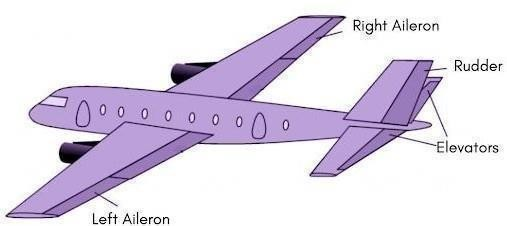 Right Aileron
Rudder
Elevators
Left Aileron